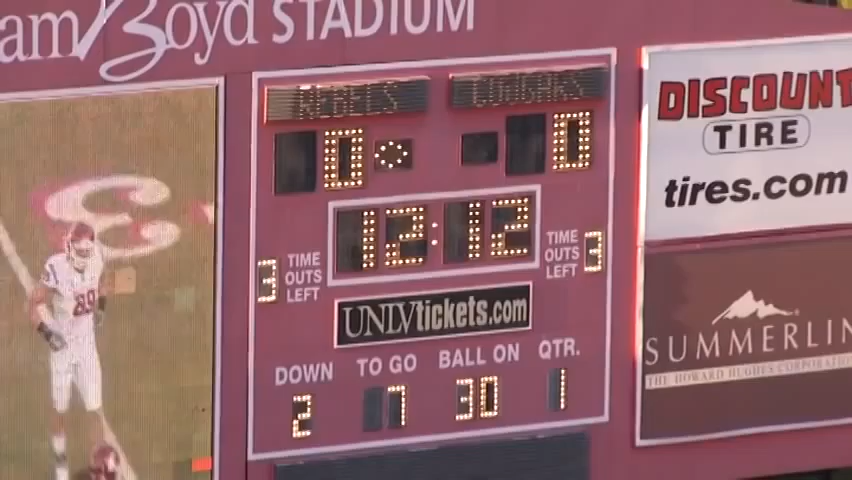 am Boyd STADIUM
REBELS COUGARS
0 0
12:12
3 TIME OUTS LEFT
TIME OUTS LEFT 3
UNLVtickets.com
DOWN TO GO BALL ON QTR.
2 7 30 1
89
3
DISCOUNT
TIRE
tires.com
SUMMERLIN
THE HOWARD HUGHES CORPORATION